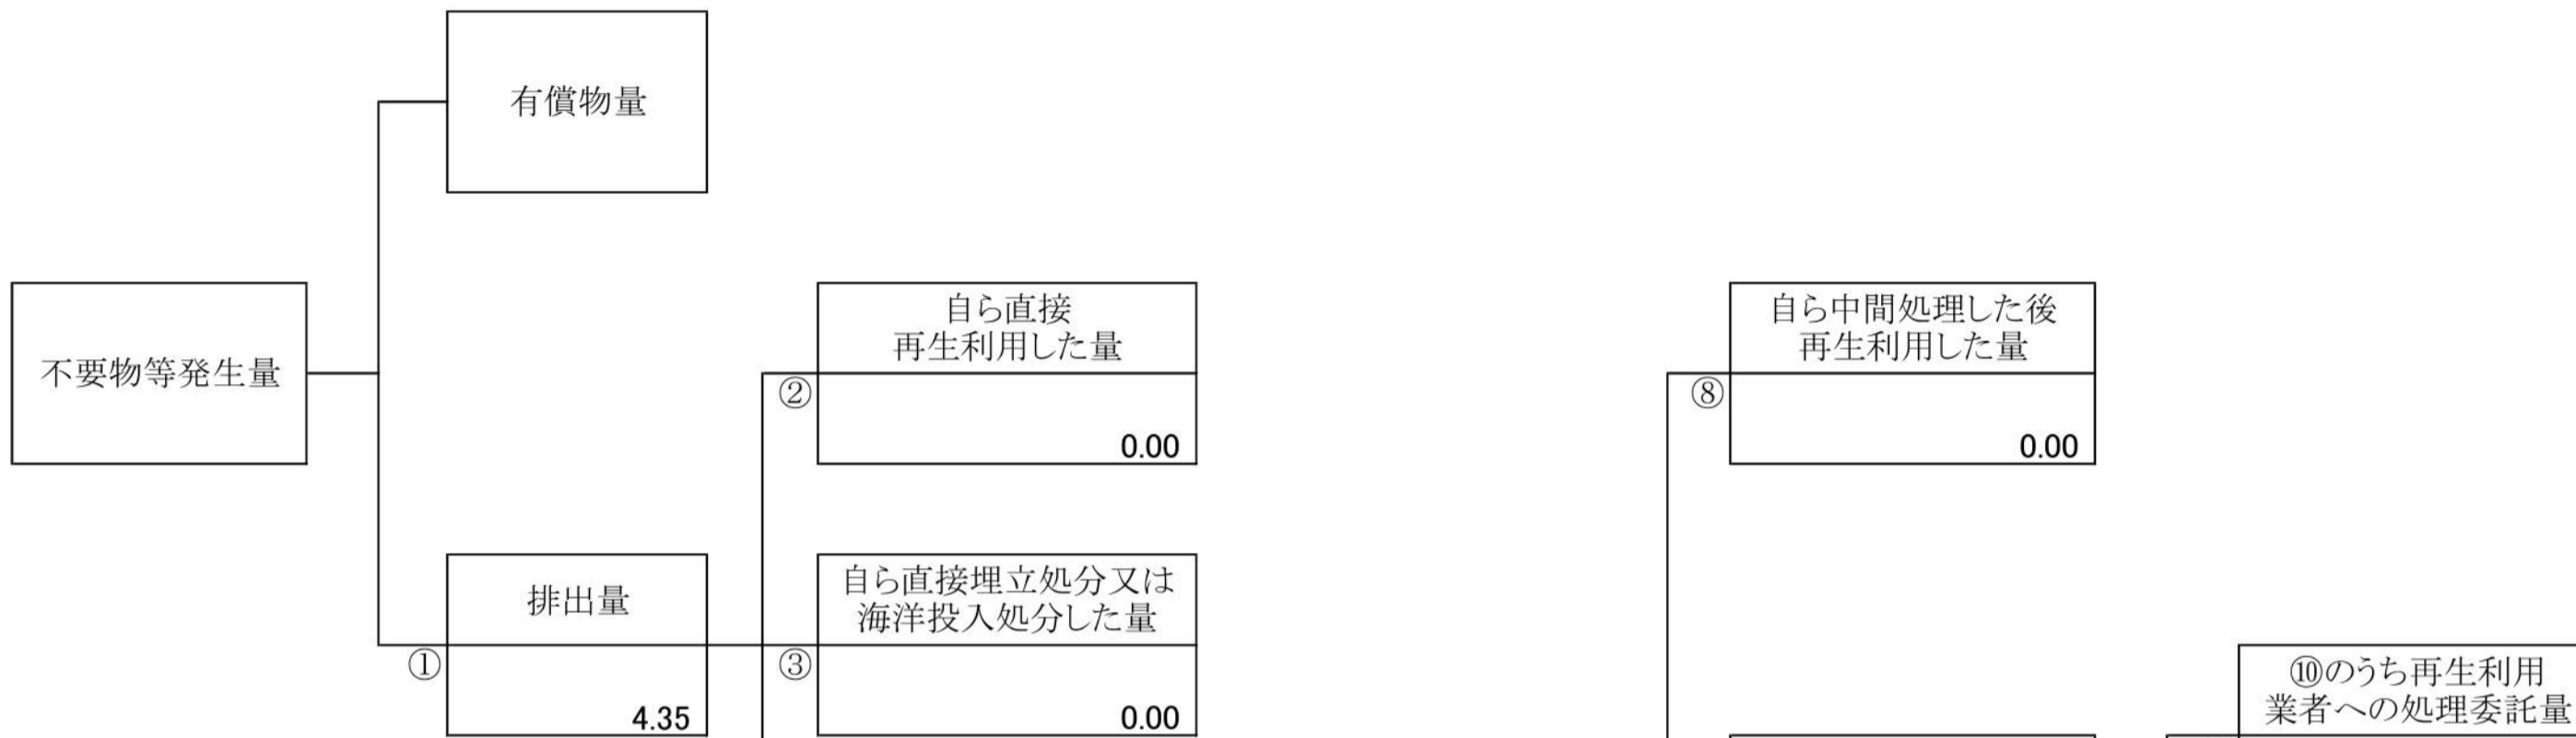 有償物量
不要物等発生量
自ら直接
再生利用した量
②
0.00
自ら中間処理した後
再生利用した量
⑧
0.00
排出量
①
4.35
自ら直接埋立処分又は
海洋投入処分した量
③
0.00
⑩のうち再生利用
業者への処理委託量